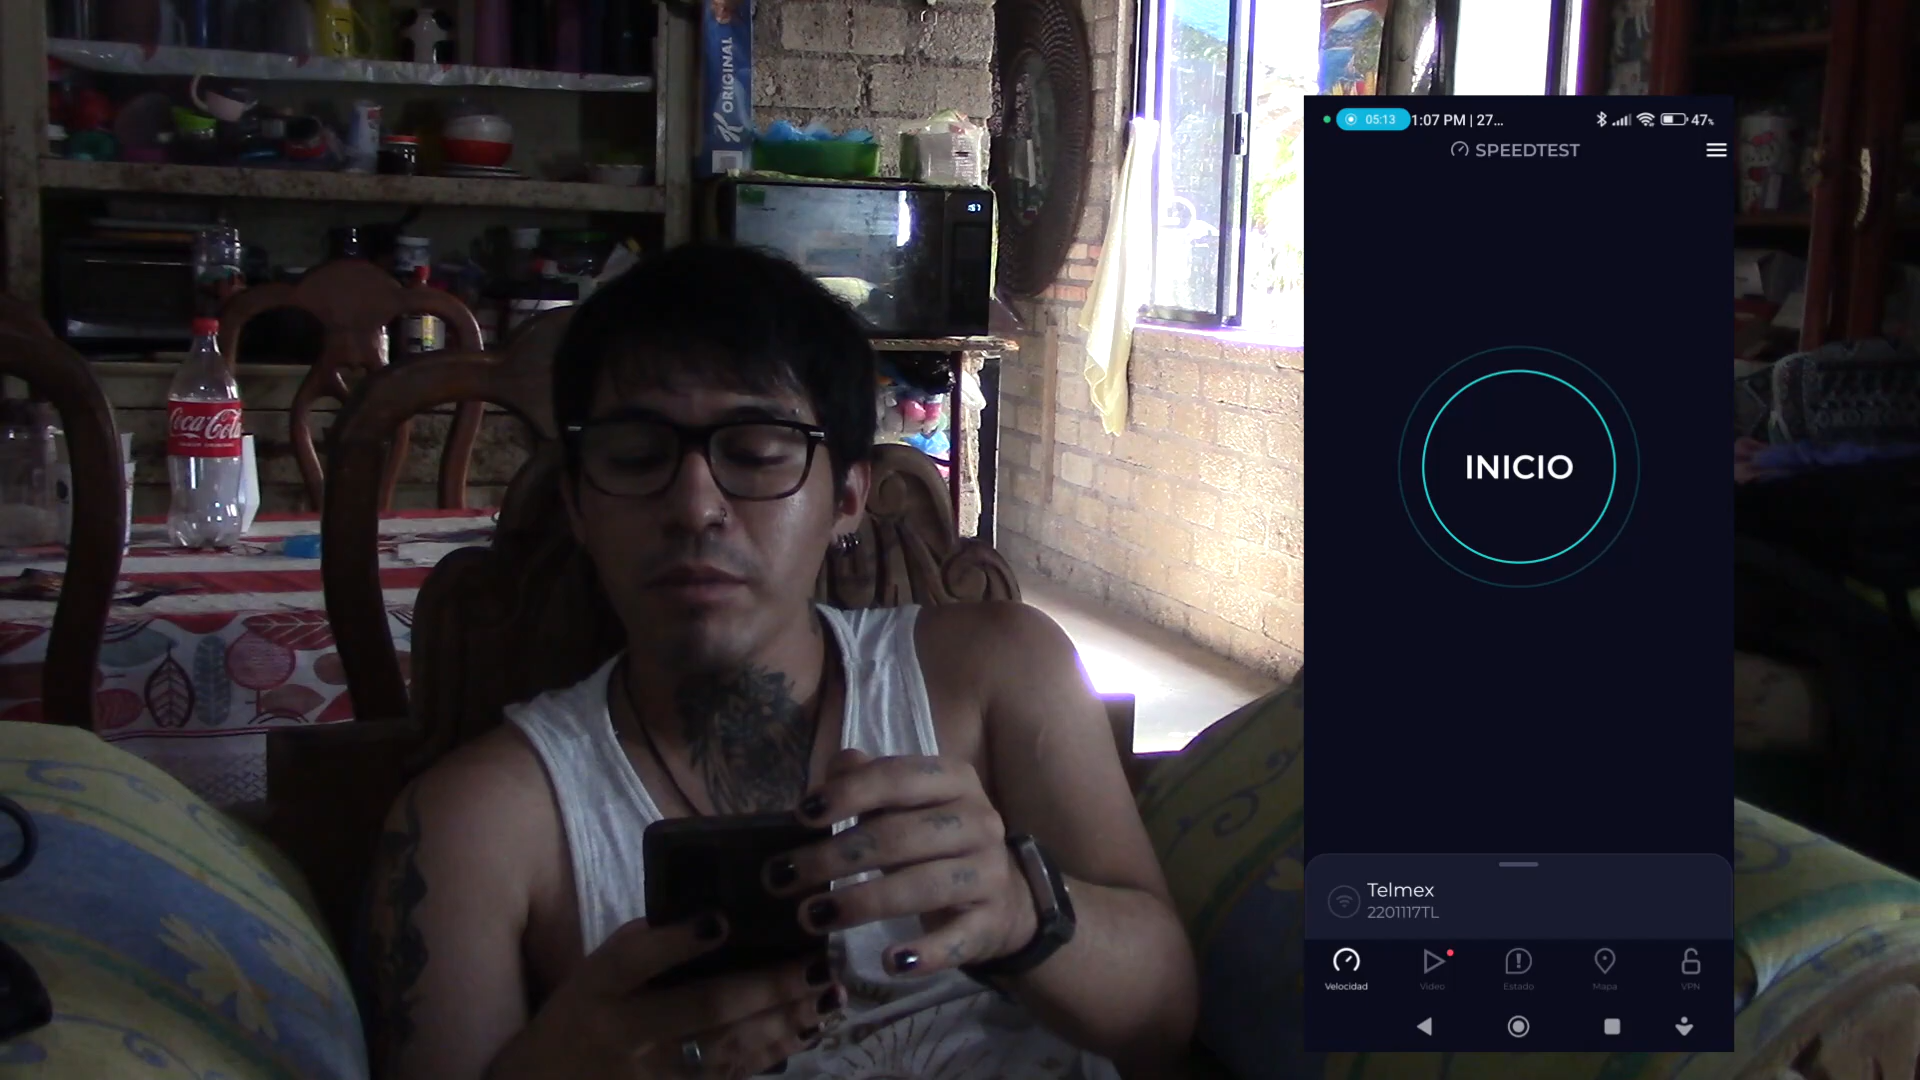 K ORIGINAL
Coca-Cola
05:13 1:07 PM | 27... 47%
SPEEDTEST
INICIO
Telmex
2201117TL
Velocidad Video Estado Mapa VPN